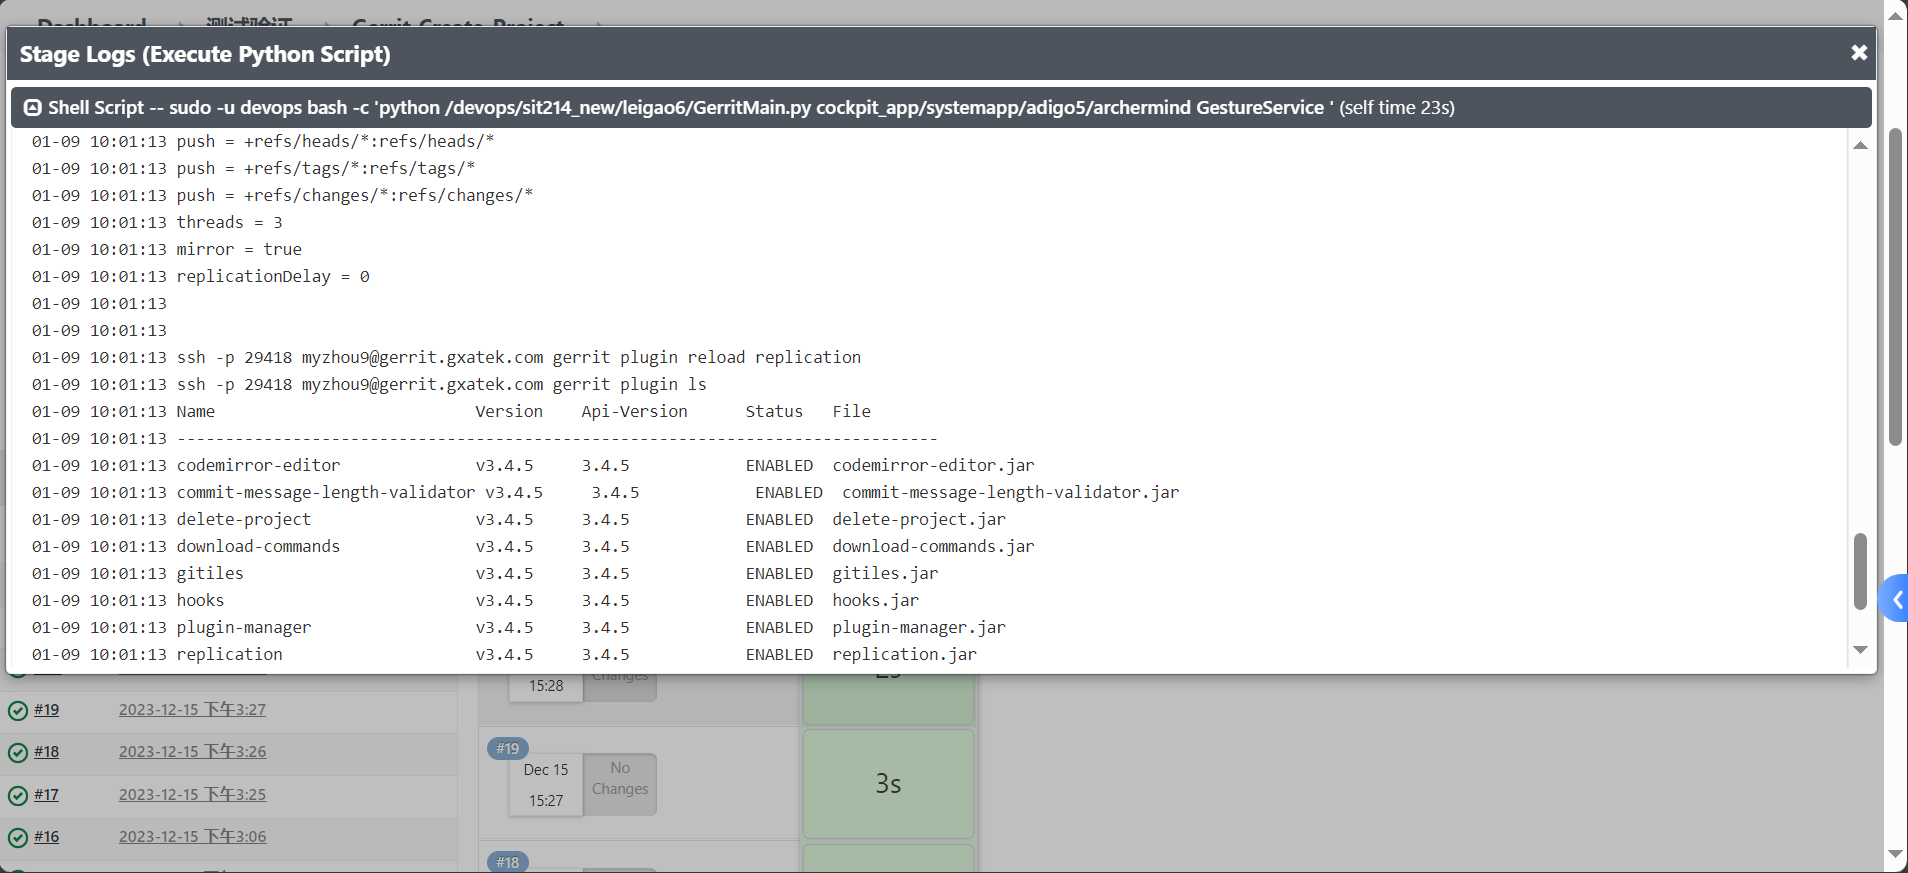 Dashboard 测试验证 Gerrit-Create-Project
Stage Logs (Execute Python Script)
Shell Script -- sudo -u devops bash -c 'python /devops/sit214_new/leigao6/GerritMain.py cockpit_app/systemapp/adigo5/archermind GestureService ' (self time 23s)
01-09 10:01:13 push = +refs/heads/*:refs/heads/*
01-09 10:01:13 push = +refs/tags/*:refs/tags/*
01-09 10:01:13 push = +refs/changes/*:refs/changes/*
01-09 10:01:13 threads = 3
01-09 10:01:13 mirror = true
01-09 10:01:13 replicationDelay = 0
01-09 10:01:13
01-09 10:01:13
01-09 10:01:13 ssh -p 29418 myzhou9@gerrit.gxatek.com gerrit plugin reload replication
01-09 10:01:13 ssh -p 29418 myzhou9@gerrit.gxatek.com gerrit plugin ls
01-09 10:01:13 Name Version Api-Version Status File
01-09 10:01:13 -------------------------------------------------------------------------------
01-09 10:01:13 codemirror-editor v3.4.5 3.4.5 ENABLED codemirror-editor.jar
01-09 10:01:13 commit-message-length-validator v3.4.5 3.4.5 ENABLED commit-message-length-validator.jar
01-09 10:01:13 delete-project v3.4.5 3.4.5 ENABLED delete-project.jar
01-09 10:01:13 download-commands v3.4.5 3.4.5 ENABLED download-commands.jar
01-09 10:01:13 gitiles v3.4.5 3.4.5 ENABLED gitiles.jar
01-09 10:01:13 hooks v3.4.5 3.4.5 ENABLED hooks.jar
01-09 10:01:13 plugin-manager v3.4.5 3.4.5 ENABLED plugin-manager.jar
01-09 10:01:13 replication v3.4.5 3.4.5 ENABLED replication.jar
15:28
Changes
2s
#19 2023-12-15 下午3:27
#18 2023-12-15 下午3:26
#17 2023-12-15 下午3:25
#16 2023-12-15 下午3:06
#19
Dec 15
15:27
No
Changes
3s
#18